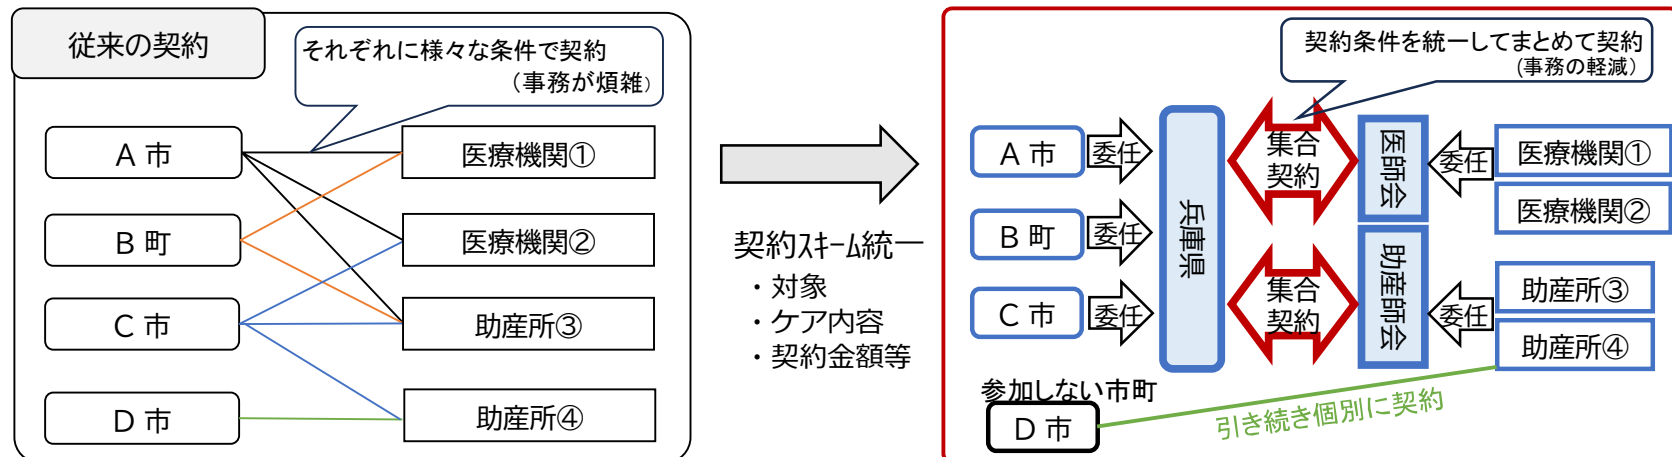 従来の契約
それぞれに様々な条件で契約
（事務が煩雑）
A 市
B 町
C 市
D 市
医療機関①
医療機関②
助産所③
助産所④
契約ｽｷｰﾑ統一
・対象
・ケア内容
・契約金額等
契約条件を統一してまとめて契約
(事務の軽減）
A 市
委任
B 町
委任
C 市
委任
兵庫県
集合
契約
集合
契約
医師会
助産師会
委任
医療機関①
医療機関②
委任
助産所③
助産所④
参加しない市町
D 市
引き続き個別に契約